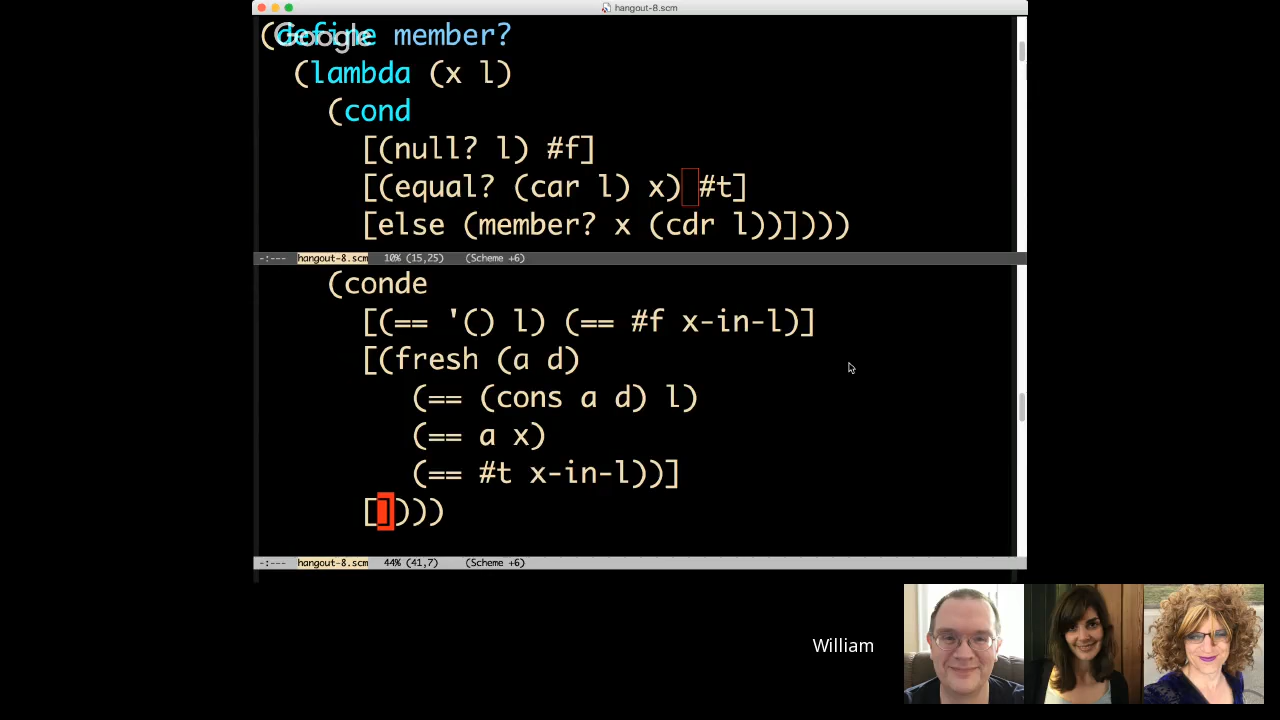 hangout-8.scm
(define member?
Google
(lambda (x l)
(cond
[(null? l) #f]
[(equal? (car l) x) #t]
[else (member? x (cdr l))])))
-:--- hangout-8.scm 10% (15,25) (Scheme +6)
(conde
[(== '() l) (== #f x-in-l)]
[(fresh (a d)
(== (cons a d) l)
(== a x)
(== #t x-in-l))]
[])))
-:--- hangout-8.scm 44% (41,7) (Scheme +6)
William